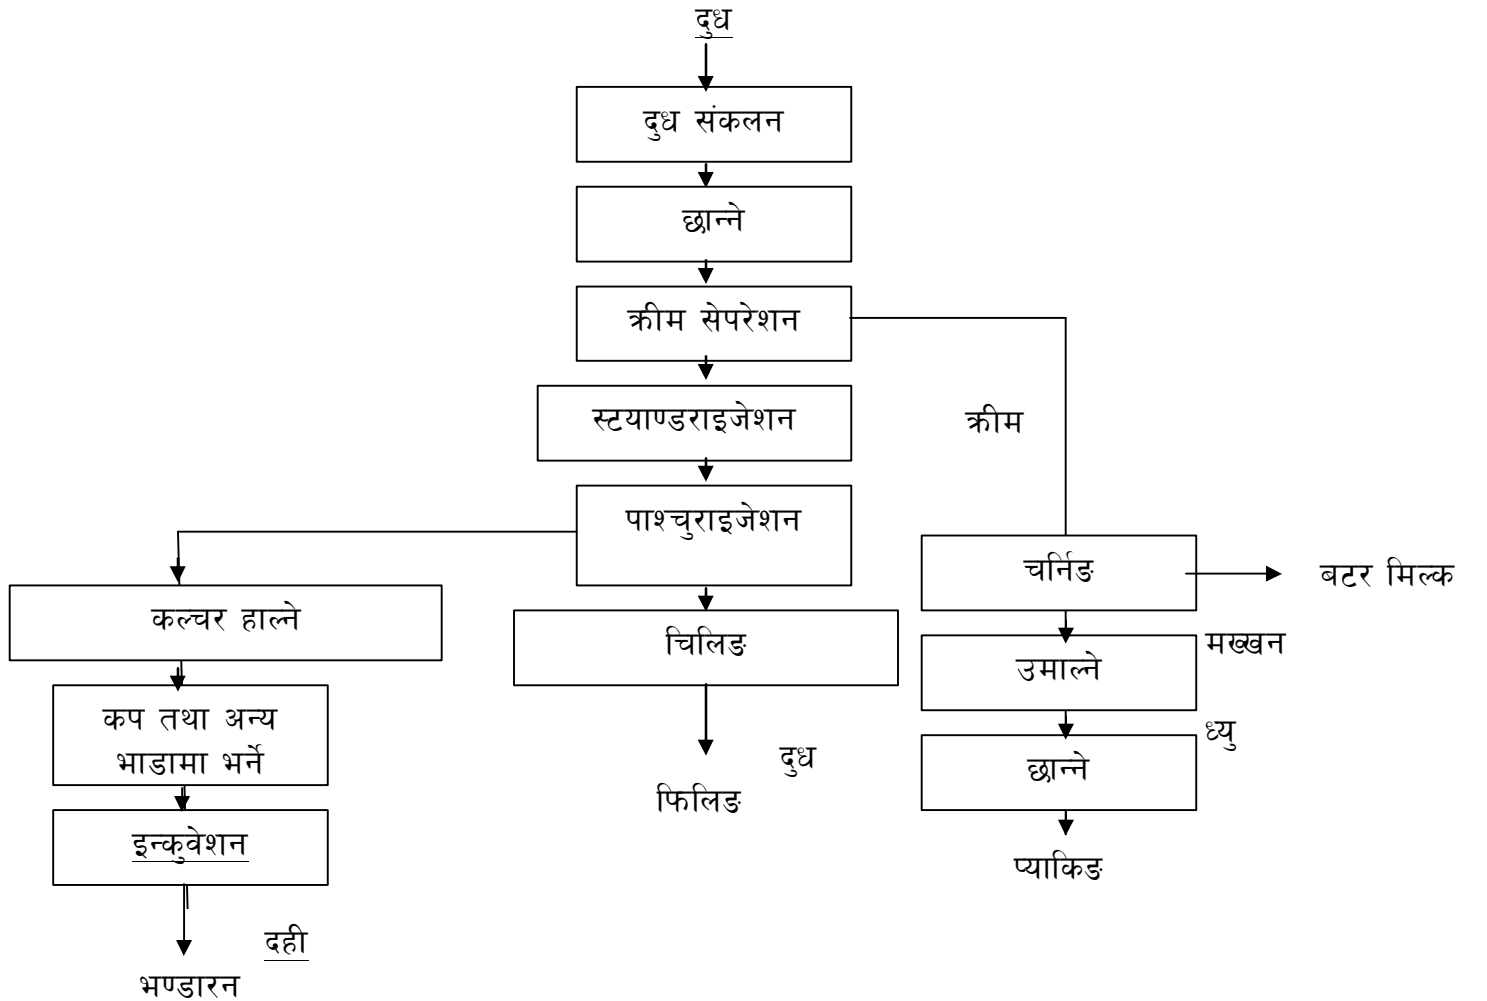 दुध
दुध संकलन
छान्ने
क्रीम सेपरेशन
स्टयाण्डराइजेशन
क्रीम
पाश्चुराइजेशन
चर्निङ
बटर मिल्क
कल्चर हाल्ने
चिलिङ
मख्खन
उमाल्ने
कप तथा अन्य
भाडामा भर्ने
ध्यु
दुध
छान्ने
फिलिङ
इन्कुवेशन
प्याकिङ
दही
भण्डारन